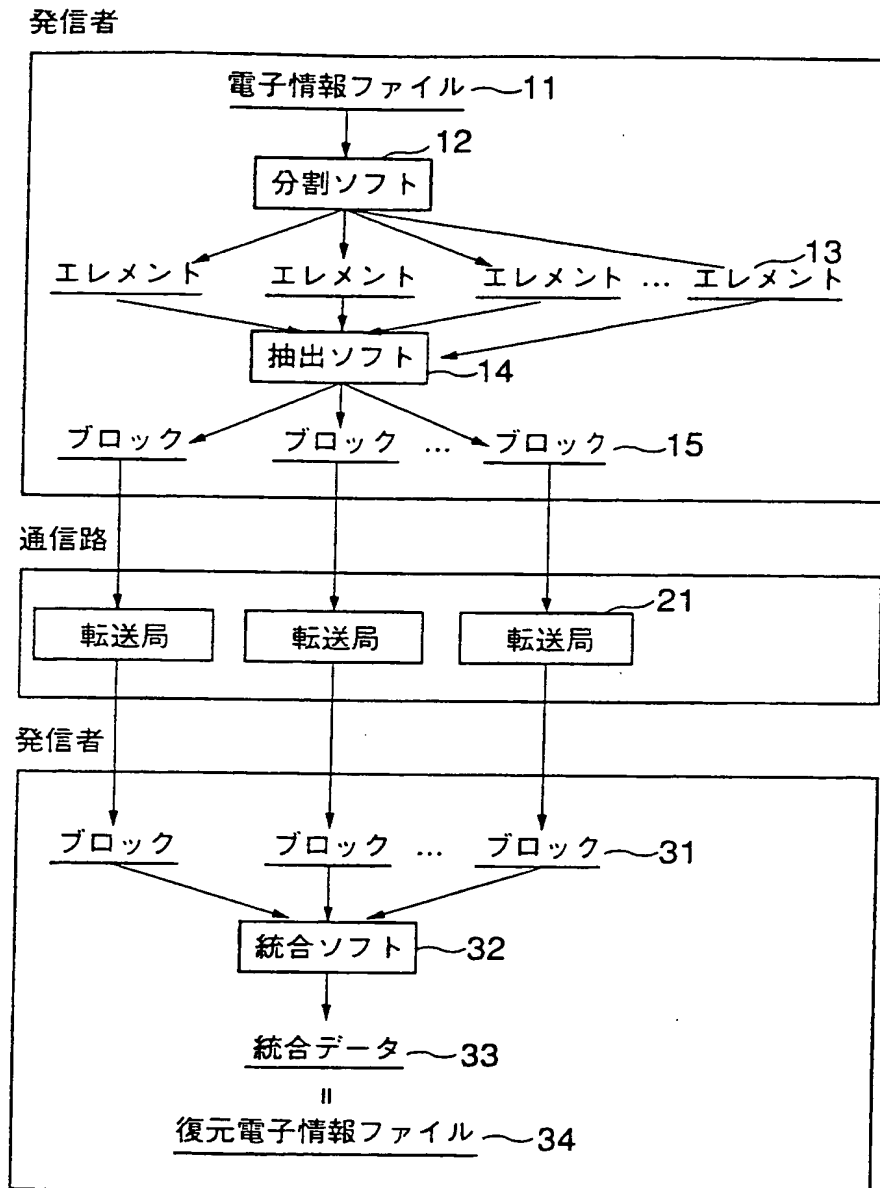 発信者
電子情報ファイル 11
12
分割ソフト
13
エレメント エレメント エレメント … エレメント
抽出ソフト
14
ブロック ブロック … ブロック 15
通信路
21
転送局 転送局 転送局
発信者
ブロック ブロック … ブロック 31
統合ソフト 32
統合データ 33
=
復元電子情報ファイル 34